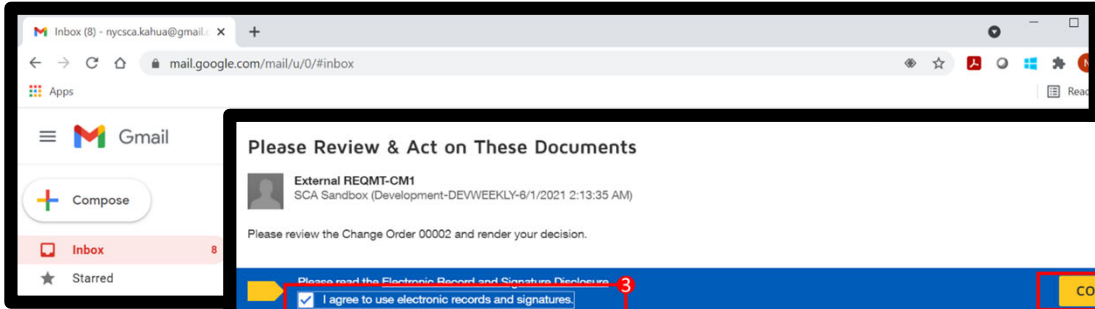 Inbox (8) - nycsca.kahua@gmail.
mail.google.com/mail/u/0/#inbox
Apps
Read
Gmail
Compose
Inbox 8
Starred
Please Review & Act on These Documents
External REQMT-CM1
SCA Sandbox (Development-DEVWEEKLY-6/1/2021 2:13:35 AM)
Please review the Change Order 00002 and render your decision.
Please read the Electronic Record and Signature Disclosure.
3
I agree to use electronic records and signatures.
CO